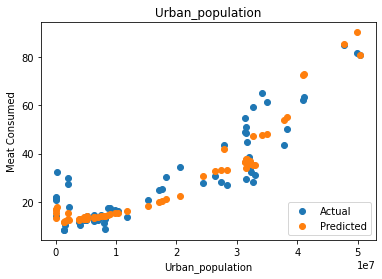 Urban_population
Meat Consumed
80
60
40
20
0
1
2
3
4
5
1e7
Urban_population
Actual
Predicted